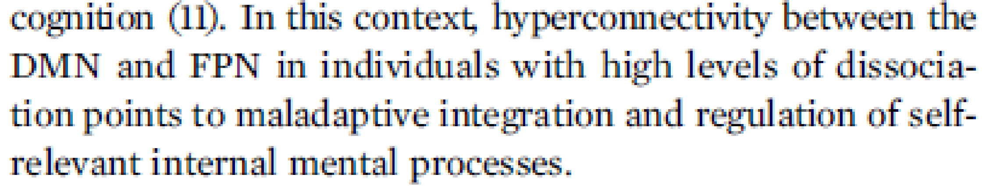 cognition (11). In this context, hyperconnectivity between the
DMN and FPN in individuals with high levels of dissocia-
tion points to maladaptive integration and regulation of self-
relevant internal mental processes.